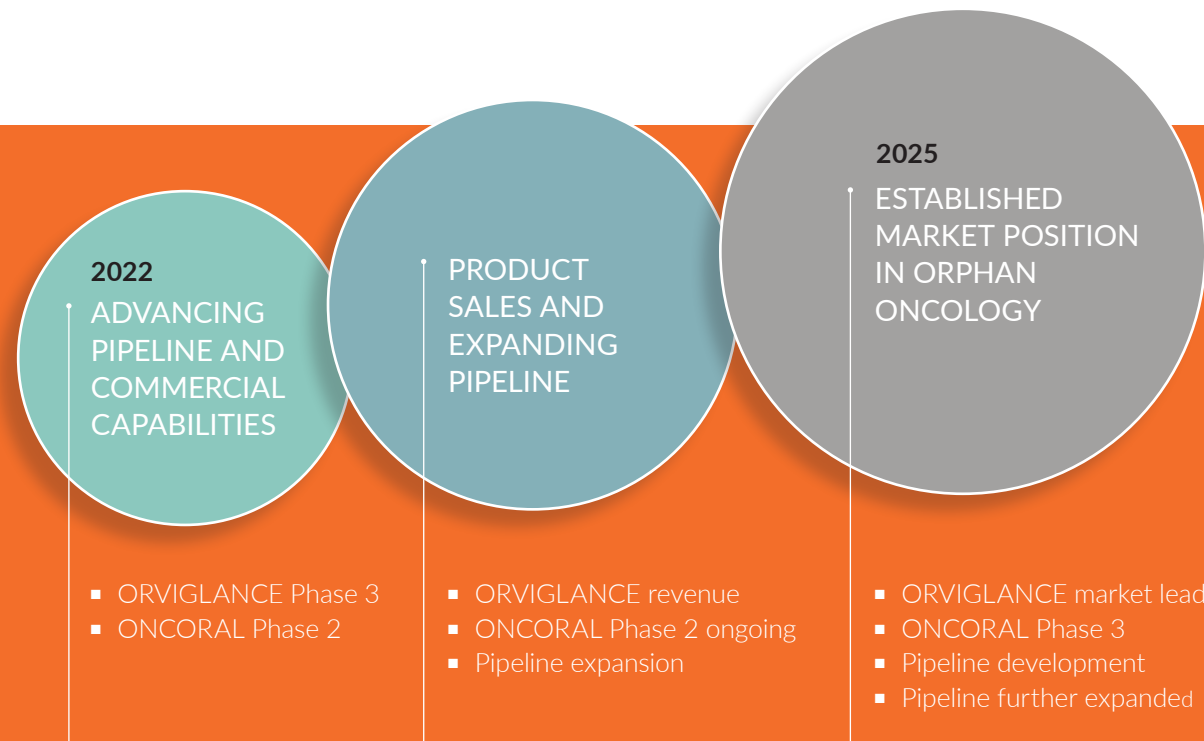 2022
ADVANCING
PIPELINE AND
COMMERCIAL
CAPABILITIES
PRODUCT
SALES AND
EXPANDING
PIPELINE
2025
ESTABLISHED
MARKET POSITION
IN ORPHAN
ONCOLOGY
▪ ORVIGLANCE Phase 3
▪ ONCORAL Phase 2
▪ ORVIGLANCE revenue
▪ ONCORAL Phase 2 ongoing
▪ Pipeline expansion
▪ ORVIGLANCE market lead
▪ ONCORAL Phase 3
▪ Pipeline development
▪ Pipeline further expanded